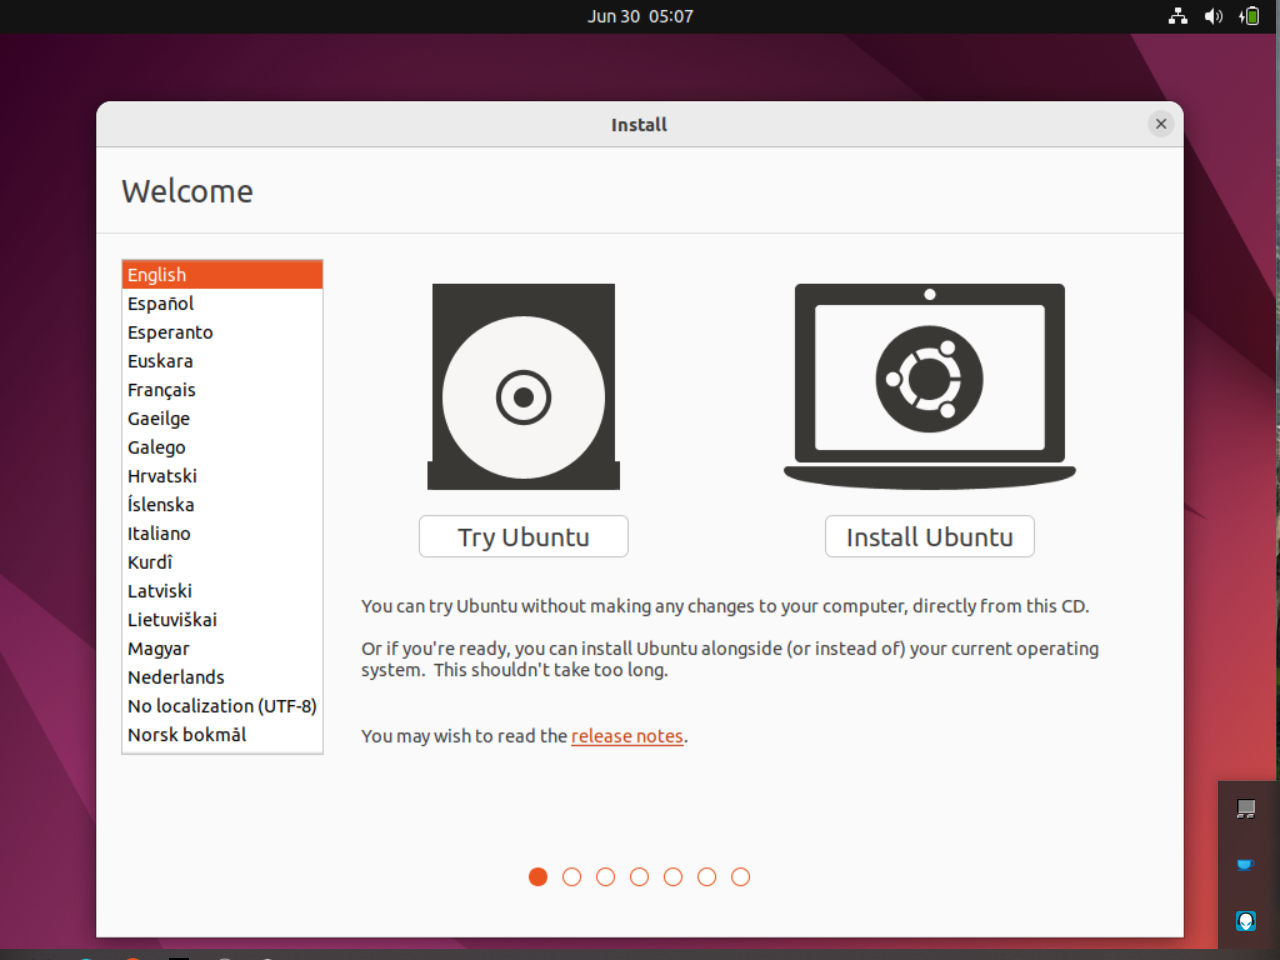 Jun 30 05:07
Install
Welcome
English
Español
Esperanto
Euskara
Français
Gaeilge
Galego
Hrvatski
Íslenska
Italiano
Kurdî
Latviski
Lietuviškai
Magyar
Nederlands
No localization (UTF-8)
Norsk bokmål
Try Ubuntu
Install Ubuntu
You can try Ubuntu without making any changes to your computer, directly from this CD.
Or if you're ready, you can install Ubuntu alongside (or instead of) your current operating
system. This shouldn't take too long.
You may wish to read the release notes.